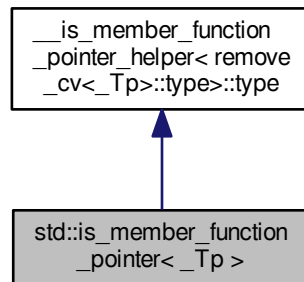 __is_member_function
_pointer_helper< remove
_cv<_Tp>::type>::type
std::is_member_function
_pointer< _Tp >